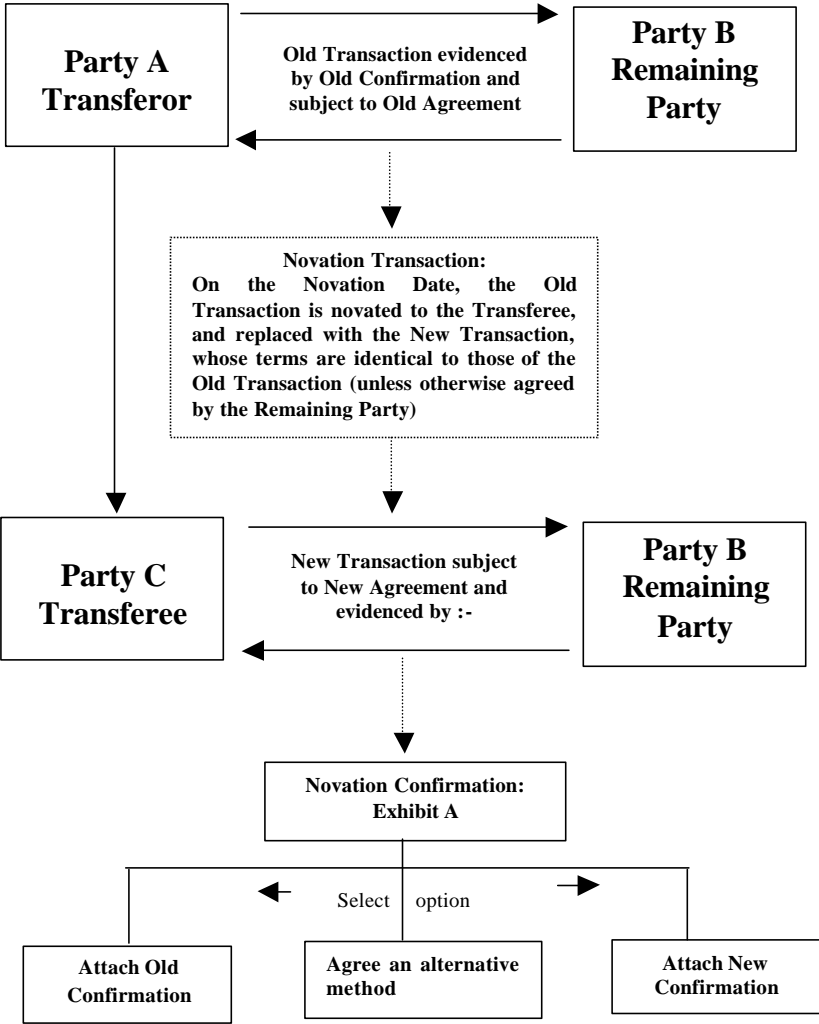 Party A
Transferor
Old Transaction evidenced
by Old Confirmation and
subject to Old Agreement
Party B
Remaining
Party
Novation Transaction:
On the Novation Date, the Old
Transaction is novated to the Transferee,
and replaced with the New Transaction,
whose terms are identical to those of the
Old Transaction (unless otherwise agreed
by the Remaining Party)
Party C
Transferee
New Transaction subject
to New Agreement and
evidenced by :-
Party B
Remaining
Party
Novation Confirmation:
Exhibit A
Select option
Attach Old
Confirmation
Agree an alternative
method
Attach New
Confirmation